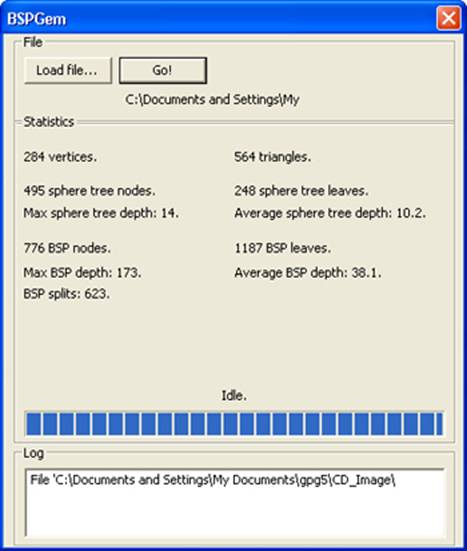 BSPGem
File
Load file...
Go!
C:\Documents and Settings\My
Statistics
284 vertices.
564 triangles.
495 sphere tree nodes.
248 sphere tree leaves.
Max sphere tree depth: 14.
Average sphere tree depth: 10.2.
776 BSP nodes.
1187 BSP leaves.
Max BSP depth: 173.
Average BSP depth: 38.1.
BSP splits: 623.
Idle.
Log
File 'C:\Documents and Settings\My Documents\gpg5\CD_Image\